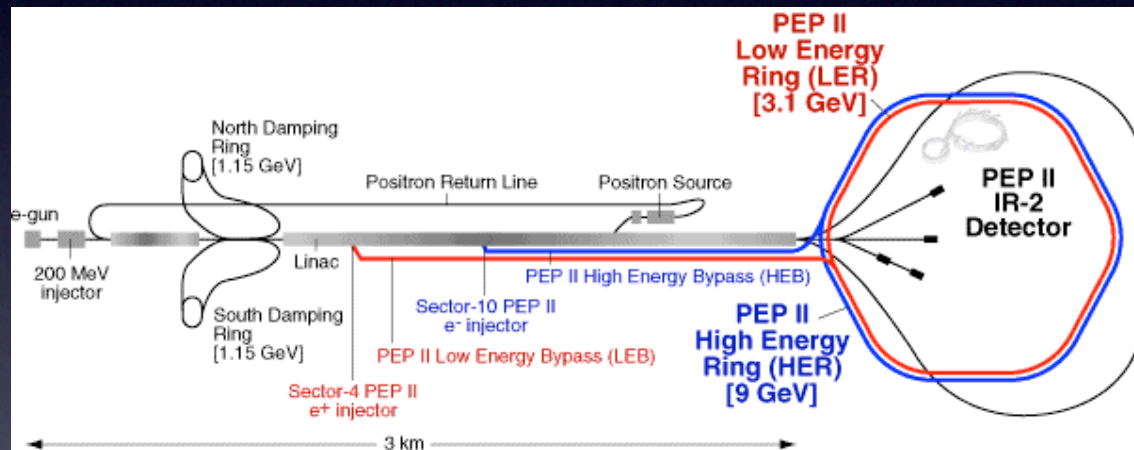 PEP II
Low Energy
Ring (LER)
[3.1 GeV]
North Damping
Ring
[1.15 GeV]
Positron Return Line
Positron Source
e-gun
200 MeV
injector
Linac
PEP II High Energy Bypass (HEB)
Sector-10 PEP II
e- injector
South Damping
Ring
[1.15 GeV]
PEP II Low Energy Bypass (LEB)
Sector-4 PEP II
e+ injector
PEP II
IR-2
Detector
PEP II
High Energy
Ring (HER)
[9 GeV]
3 km